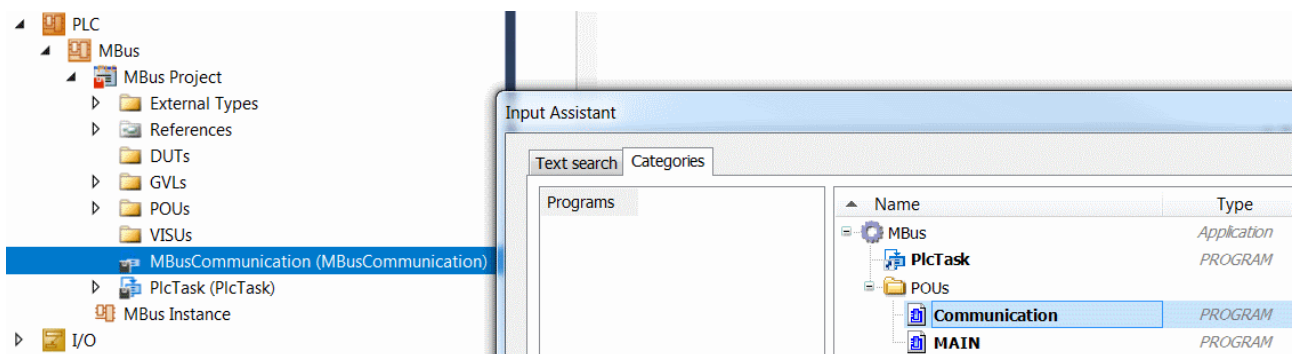 PLC
MBus
MBus Project
External Types
References
DUTs
GVLs
POUs
VISUs
MBusCommunication (MBusCommunication)
PlcTask (PlcTask)
MBus Instance
I/O
Input Assistant
Text search Categories
Programs
Name Type
MBus Application
PlcTask PROGRAM
POUs
Communication PROGRAM
MAIN PROGRAM